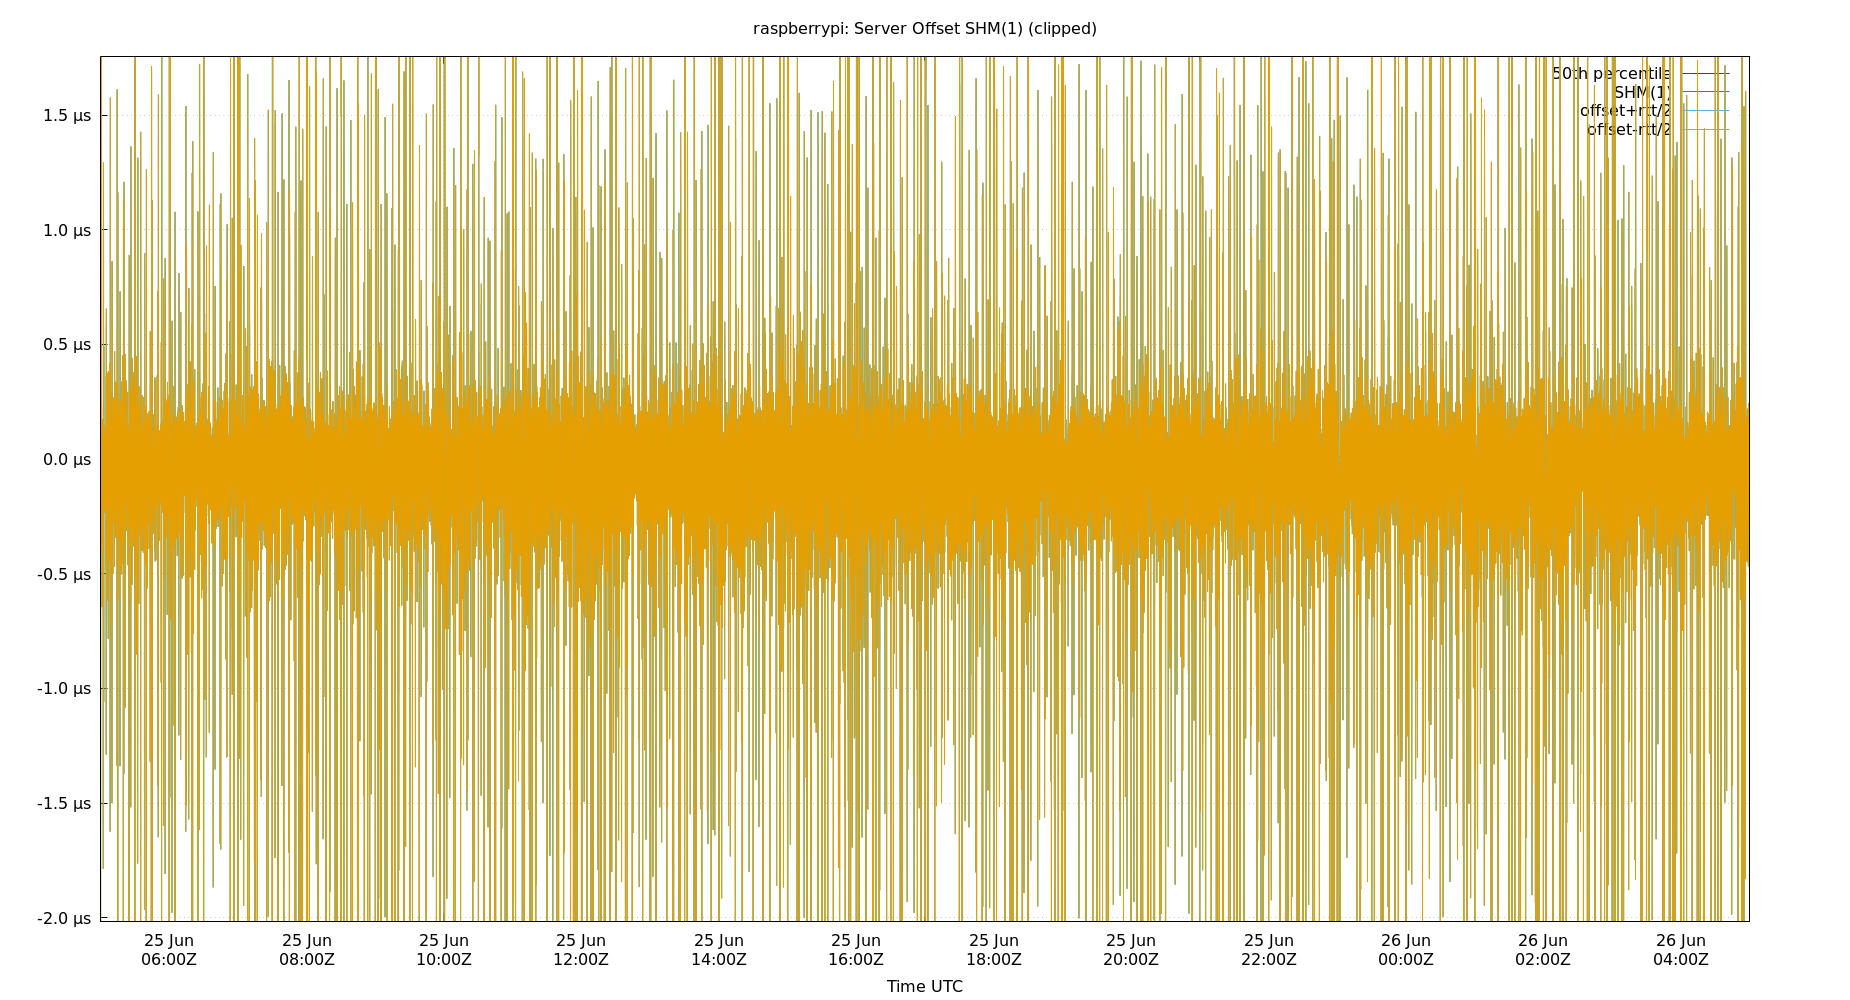 raspberrypi: Server Offset SHM(1) (clipped)
50th percentile
SHM(1)
offset+rtt/2
offset-rtt/2
1.5 µs
1.0 µs
0.5 µs
0.0 µs
-0.5 µs
-1.0 µs
-1.5 µs
-2.0 µs
25 Jun 25 Jun 25 Jun 25 Jun 25 Jun 25 Jun 25 Jun 25 Jun 25 Jun 26 Jun 26 Jun 26 Jun
06:00Z 08:00Z 10:00Z 12:00Z 14:00Z 16:00Z 18:00Z 20:00Z 22:00Z 00:00Z 02:00Z 04:00Z
Time UTC